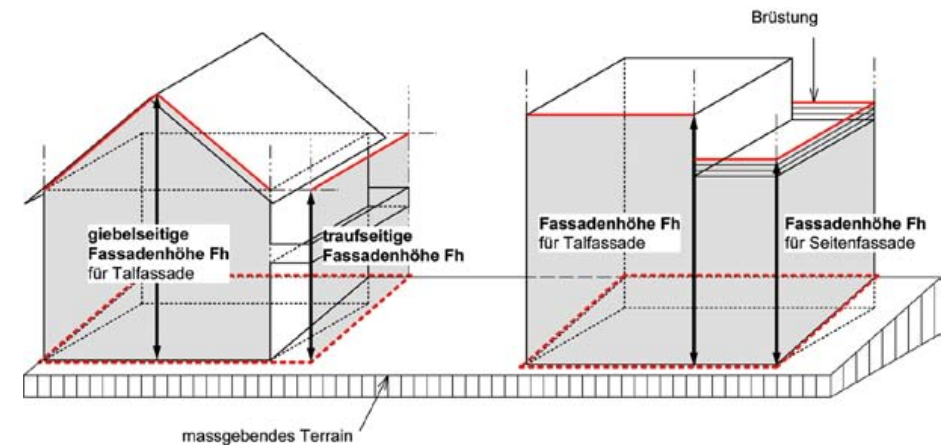 Brüstung
giebelseitige
Fassadenhöhe Fh
für Talfassade
traufseitige
Fassadenhöhe Fh
Fassadenhöhe Fh
für Talfassade
Fassadenhöhe Fh
für Seitenfassade
massgebendes Terrain